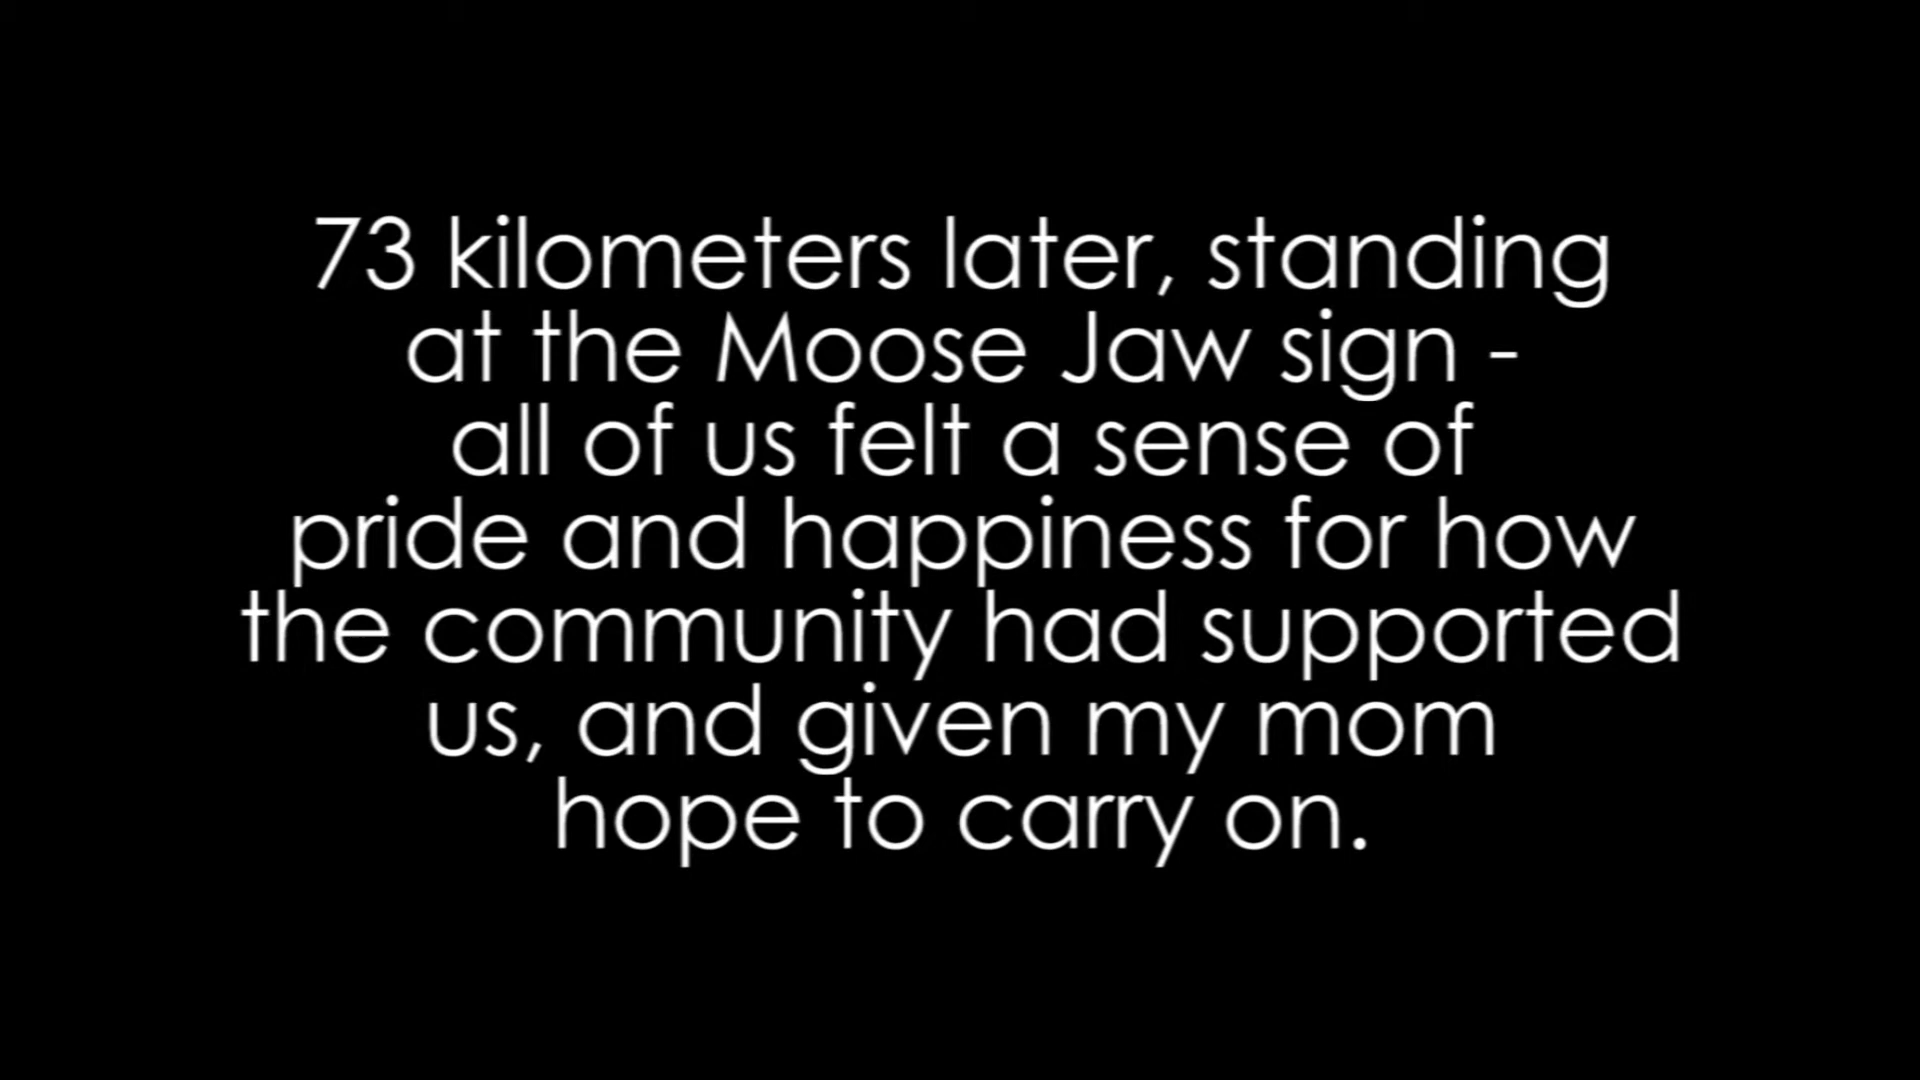 73 kilometers later, standing
at the Moose Jaw sign -
all of us felt a sense of
pride and happiness for how
the community had supported
us, and given my mom
hope to carry on.